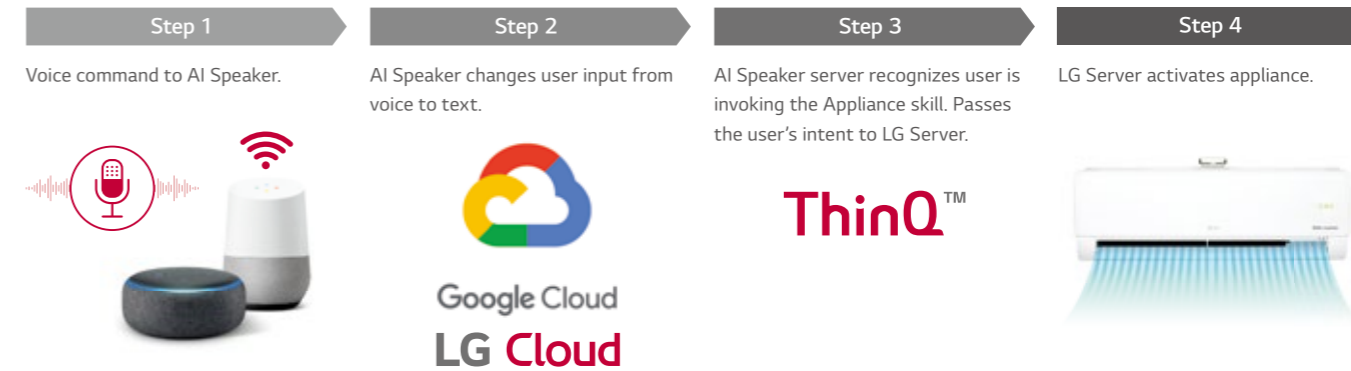 Step 1
Voice command to AI Speaker.
Step 2
AI Speaker changes user input from
voice to text.
Google Cloud
LG Cloud
Step 3
AI Speaker server recognizes user is
invoking the Appliance skill. Passes
the user's intent to LG Server.
ThinQ™
Step 4
LG Server activates appliance.